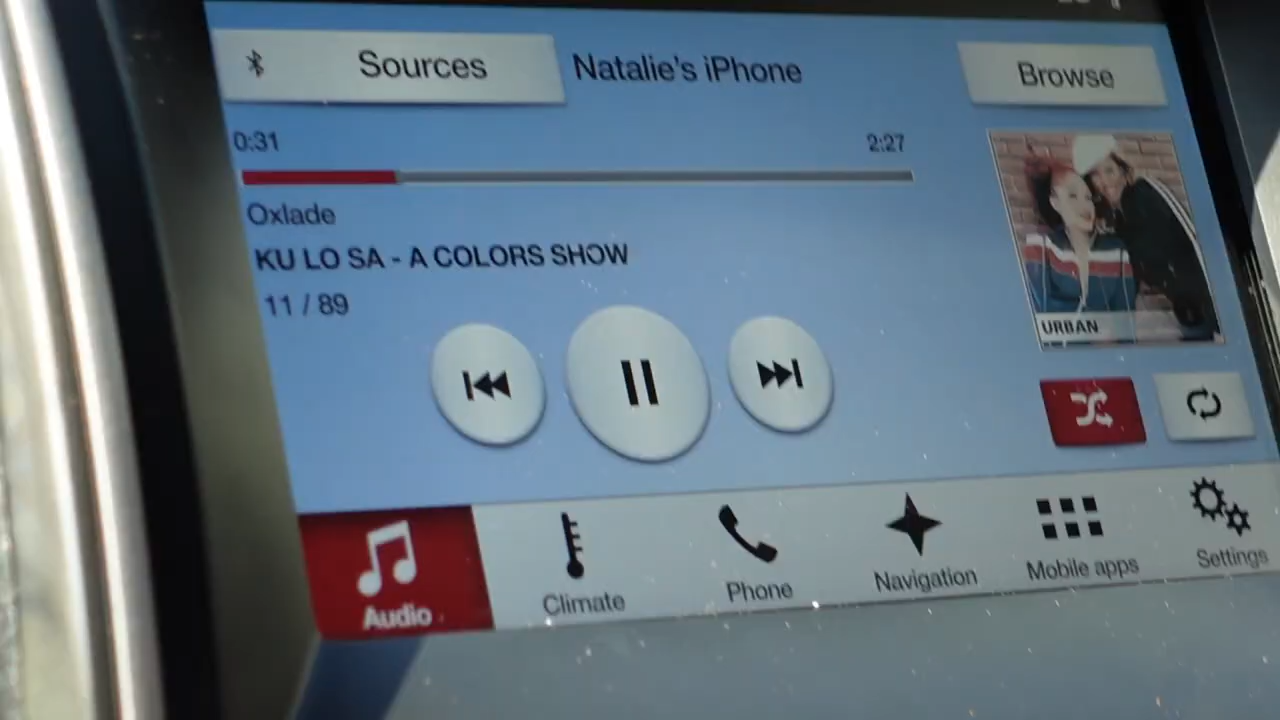 Sources
Natalie's iPhone
Browse
0:31
2:27
Oxlade
KU LO SA - A COLORS SHOW
11 / 89
URBAN
Audio
Climate
Phone
Navigation
Mobile apps
Settings